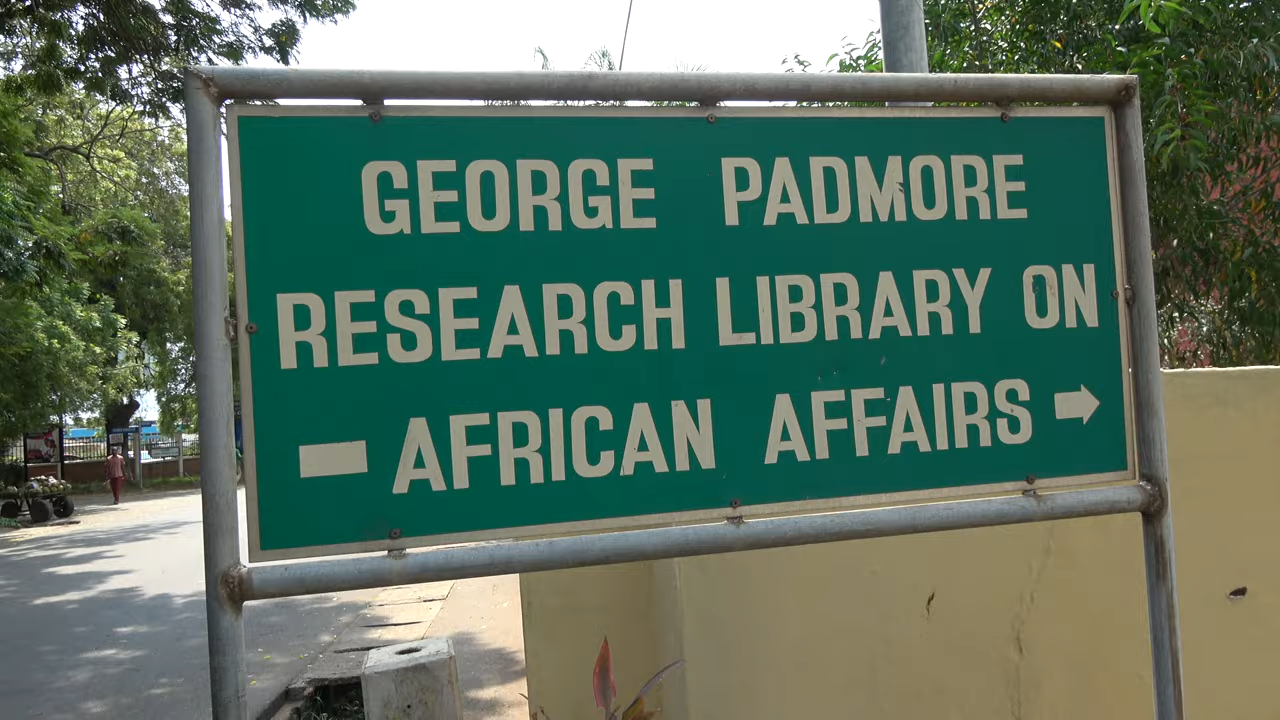 GEORGE PADMORE
RESEARCH LIBRARY ON
- AFRICAN AFFAIRS →